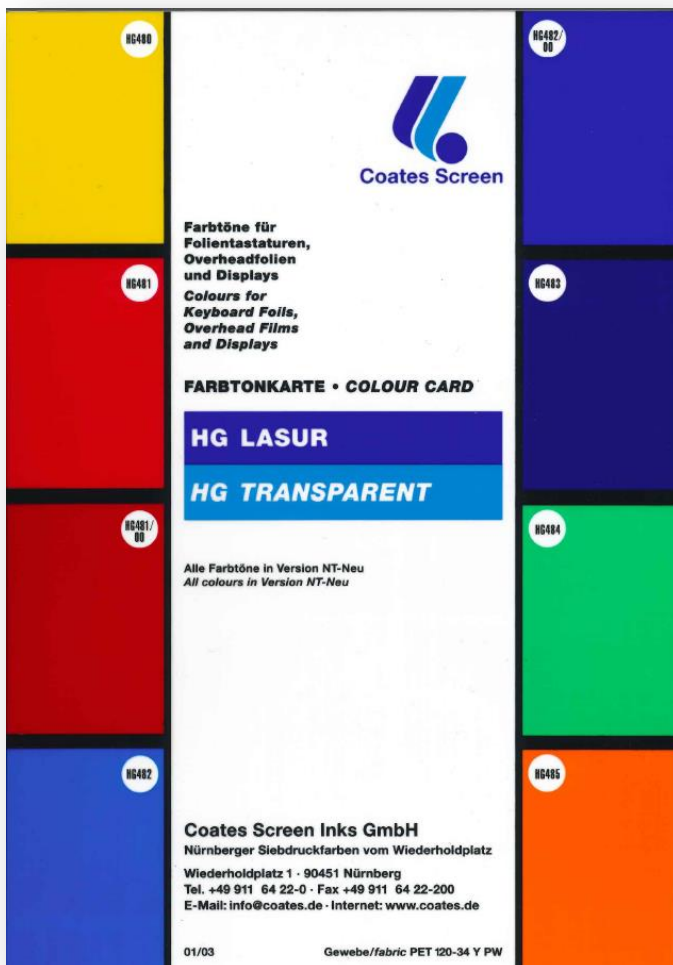 HG480
HG481
HG481/
00
HG482
Coates Screen
Farbtöne für
Folientastaturen,
Overheadfolien
und Displays
Colours for
Keyboard Foils,
Overhead Films
and Displays
FARBTONKARTE • COLOUR CARD
HG LASUR
HG TRANSPARENT
Alle Farbtöne in Version NT-Neu
All colours in Version NT-Neu
Coates Screen Inks GmbH
Nürnberger Siebdruckfarben vom Wiederholdplatz
Wiederholdplatz 1 · 90451 Nürnberg
Tel. +49 911 64 22-0 · Fax +49 911 64 22-200
E-Mail: info@coates.de · Internet: www.coates.de
01/03 Gewebe/fabric PET 120-34 Y PW
HG482/
00
HG483
HG484
HG485